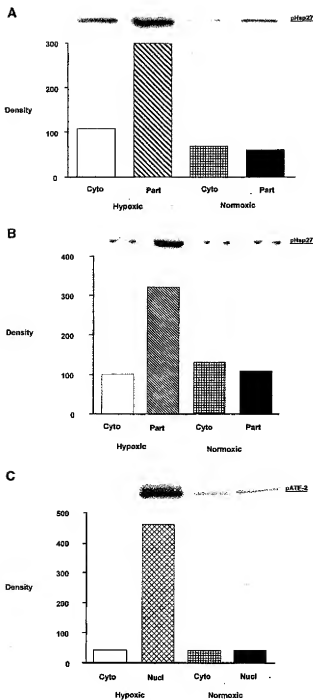 A
pHsp27
300
200
Density
100
0
Cyto Part Cyto Part
Hypoxic Normoxic
B
pHsp27
400
300
Density
200
100
0
Cyto Part Cyto Part
Hypoxic Normoxic
C
pATF-2
500
400
300
Density
200
100
0
Cyto Nucl Cyto Nucl
Hypoxic Normoxic